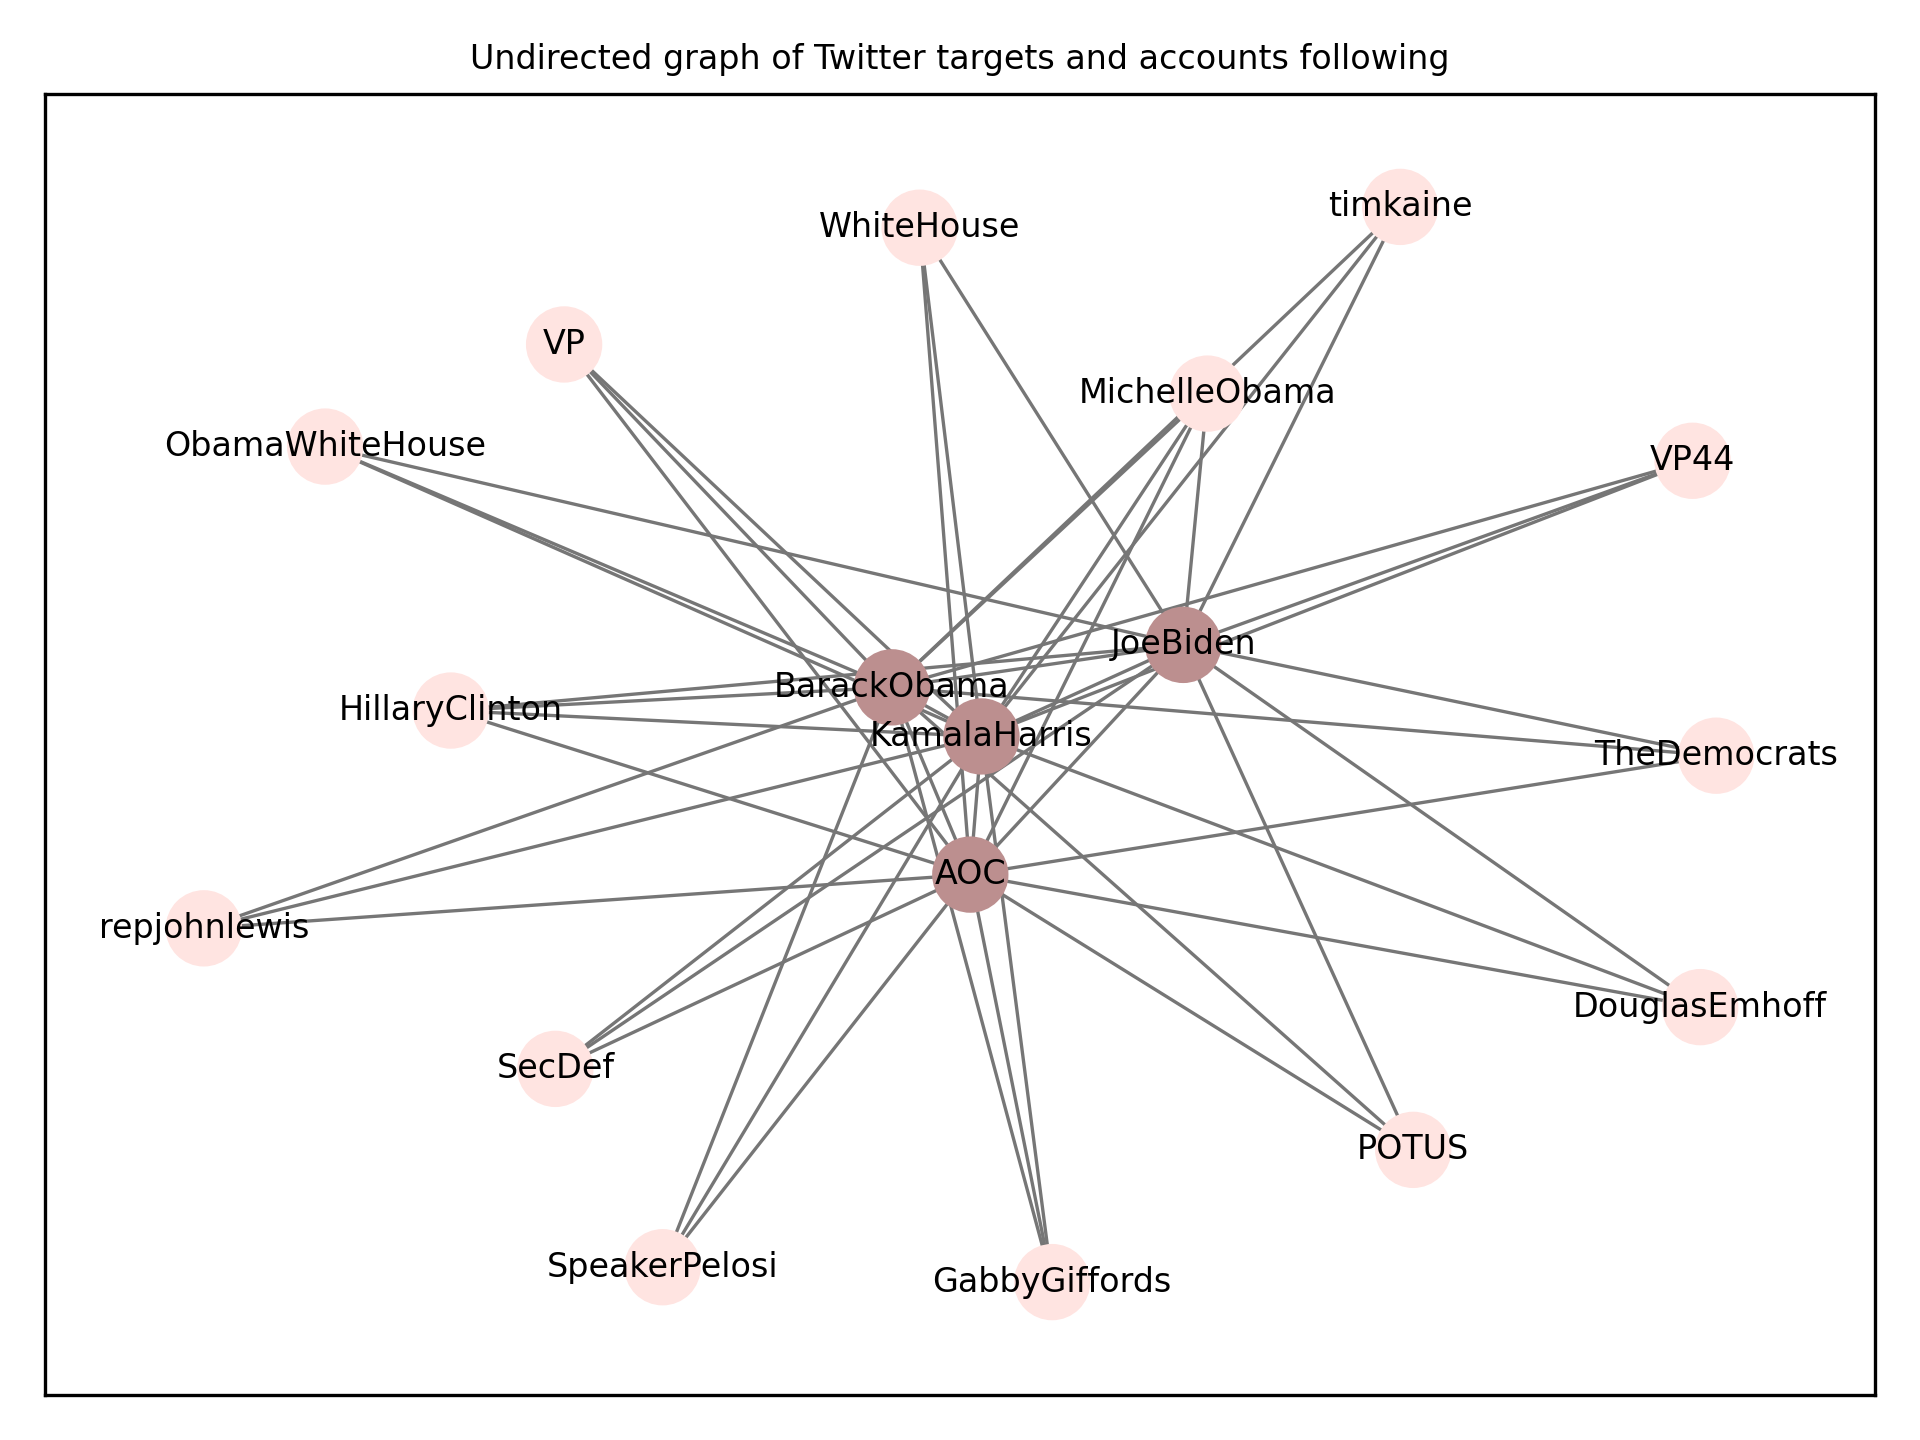 Undirected graph of Twitter targets and accounts following
timkaine
WhiteHouse
VP
MichelleObama
ObamaWhiteHouse
VP44
JoeBiden
BarackObama
HillaryClinton
KamalaHarris
TheDemocrats
AOC
repjohnlewis
DouglasEmhoff
SecDef
POTUS
SpeakerPelosi
GabbyGiffords